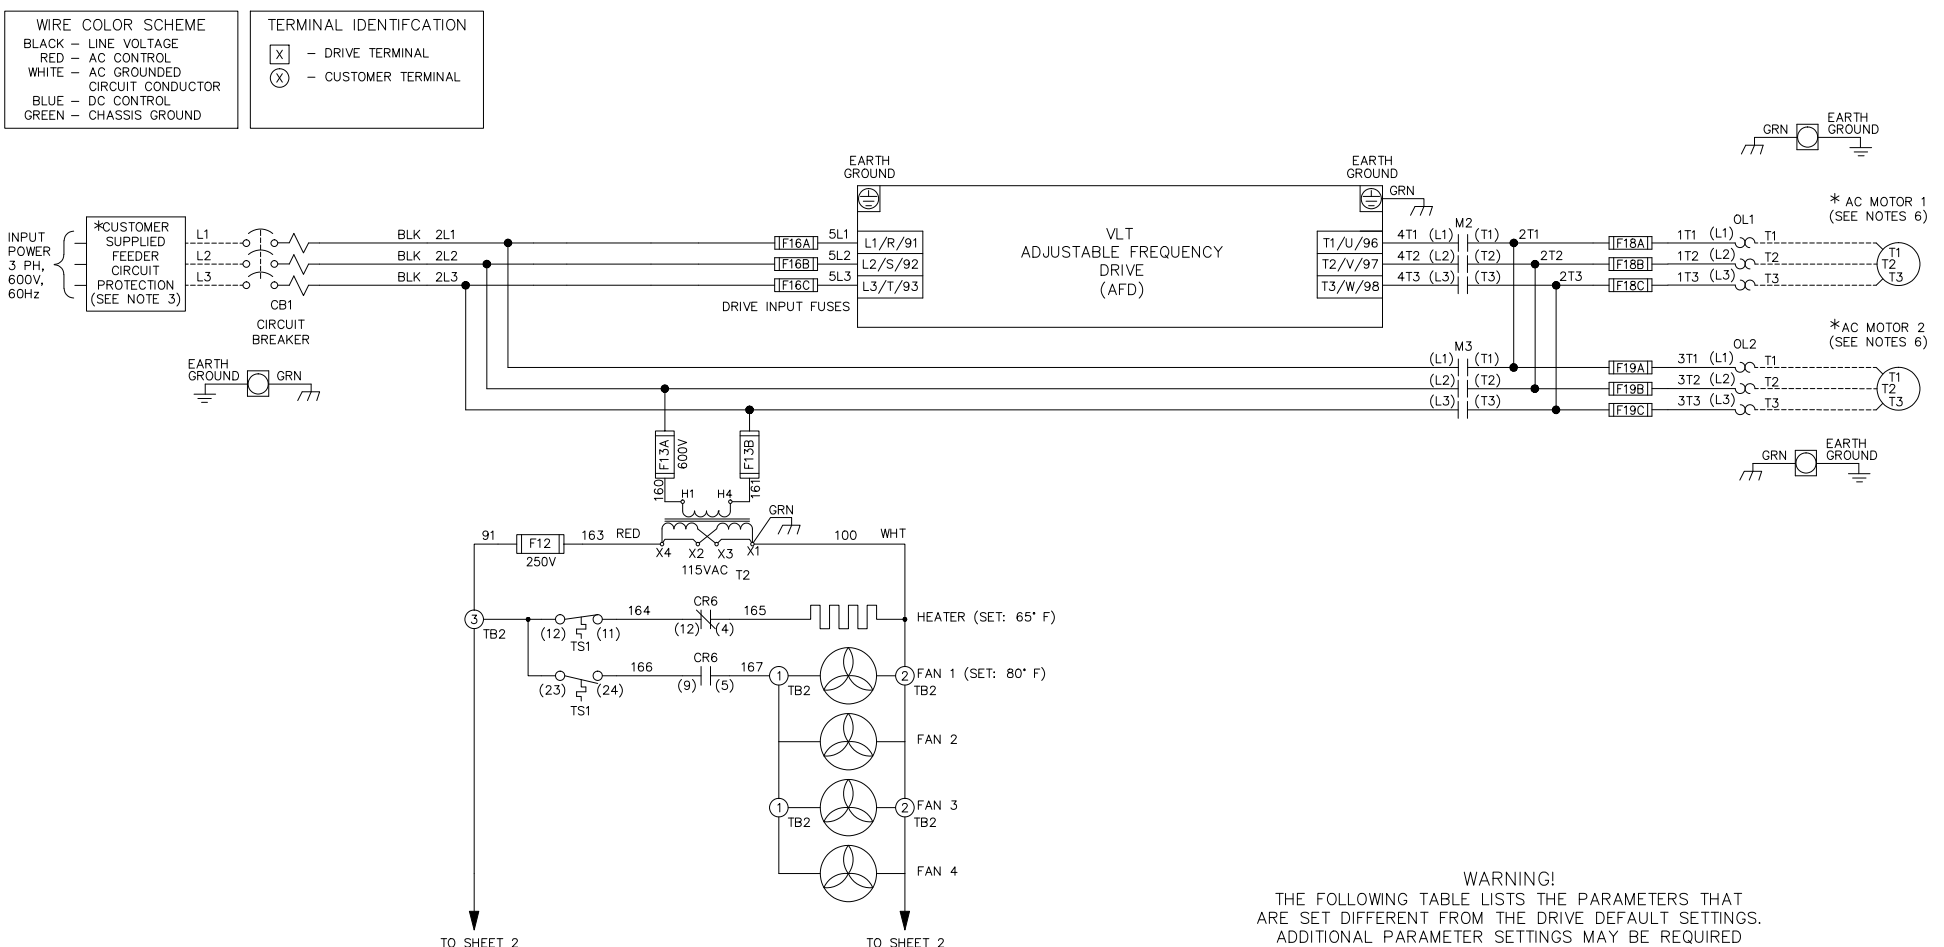 WIRE COLOR SCHEME
BLACK – LINE VOLTAGE
RED – AC CONTROL
WHITE – AC GROUNDED
CIRCUIT CONDUCTOR
BLUE – DC CONTROL
GREEN – CHASSIS GROUND
TERMINAL IDENTIFCATION
X – DRIVE TERMINAL
X – CUSTOMER TERMINAL
GRN
EARTH
GROUND
INPUT
POWER
3 PH,
600V,
60Hz
*CUSTOMER
SUPPLIED
FEEDER
CIRCUIT
PROTECTION
(SEE NOTE 3)
L1
L2
L3
CB1
CIRCUIT
BREAKER
BLK 2L1
BLK 2L2
BLK 2L3
F16A 5L1
F16B 5L2
F16C 5L3
DRIVE INPUT FUSES
EARTH
GROUND
L1/R/91
L2/S/92
L3/T/93
VLT
ADJUSTABLE FREQUENCY
DRIVE
(AFD)
EARTH
GROUND
GRN
T1/U/96
T2/V/97
T3/W/98
M2
4T1 (L1) (T1) 2T1
4T2 (L2) (T2) 2T2
4T3 (L3) (T3) 2T3
F18A
F18B
F18C
OL1
1T1 (L1) T1
1T2 (L2) T2
1T3 (L3) T3
* AC MOTOR 1
(SEE NOTES 6)
T1
T2
T3
EARTH
GROUND
GRN
M3
(L1) (T1)
(L2) (T2)
(L3) (T3)
F19A
F19B
F19C
OL2
3T1 (L1) T1
3T2 (L2) T2
3T3 (L3) T3
*AC MOTOR 2
(SEE NOTES 6)
T1
T2
T3
GRN
EARTH
GROUND
F13A
600V
F13B
160
161
H1
H4
GRN
91
F12
250V
163
RED
X4
X2
X3
X1
115VAC
T2
100
WHT
3
TB2
(12)
(11)
TS1
164
CR6
(12)
(4)
165
HEATER (SET: 65° F)
(23)
(24)
TS1
166
CR6
(9)
(5)
167
1
TB2
2
TB2
FAN 1 (SET: 80° F)
FAN 2
1
TB2
2
TB2
FAN 3
FAN 4
TO SHEET 2
TO SHEET 2
WARNING!
THE FOLLOWING TABLE LISTS THE PARAMETERS THAT
ARE SET DIFFERENT FROM THE DRIVE DEFAULT SETTINGS.
ADDITIONAL PARAMETER SETTINGS MAY BE REQUIRED